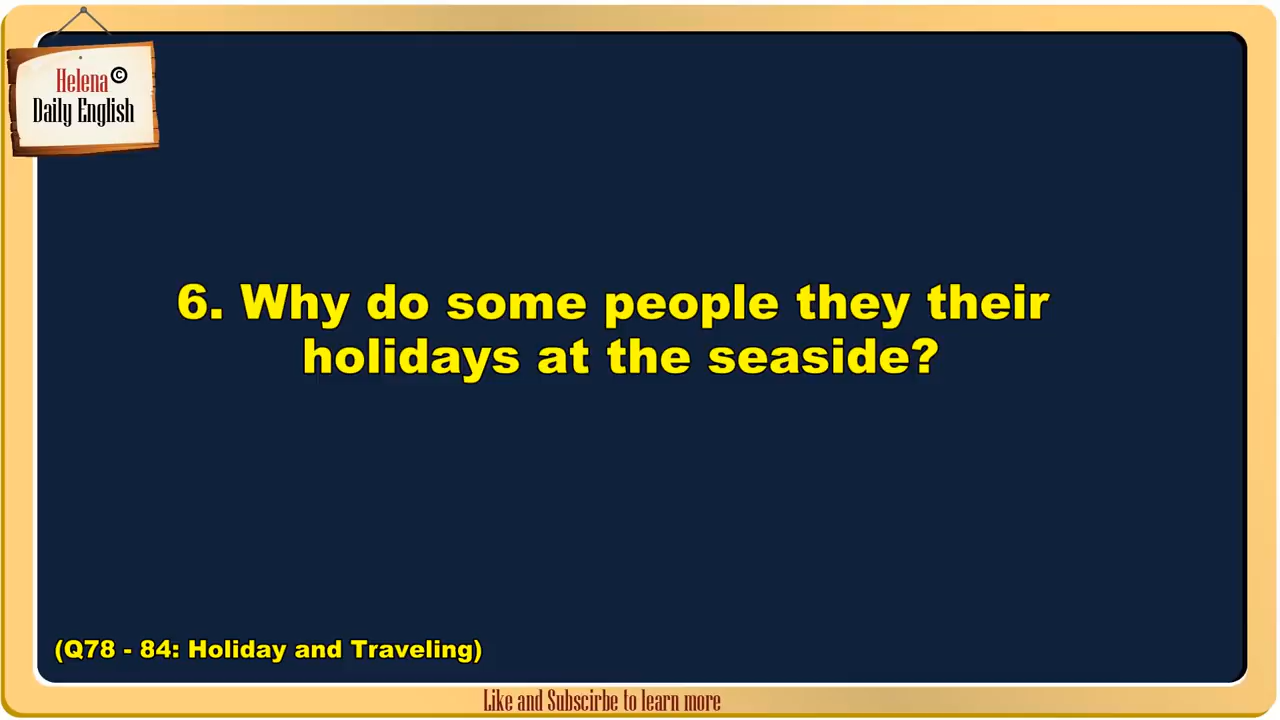 Helena ©
Daily English
6. Why do some people they their
holidays at the seaside?
(Q78 - 84: Holiday and Traveling)
Like and Subscirbe to learn more